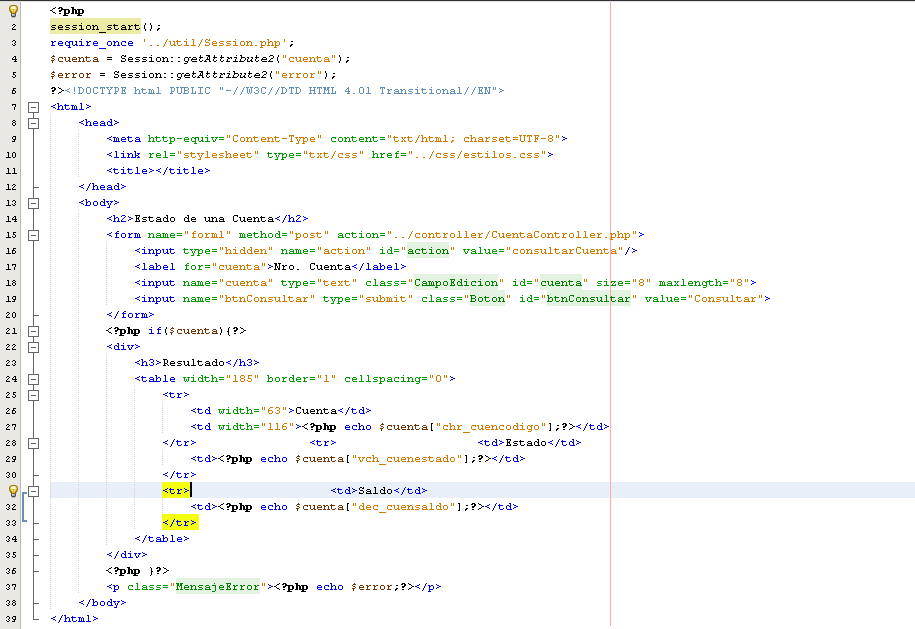 <?php
2 session_start();
3 require_once '../util/Session.php';
4 $cuenta = Session::getAttribute2("cuenta");
5 $error = Session::getAttribute2("error");
6 ?><!DOCTYPE html PUBLIC "-//W3C//DTD HTML 4.01 Transitional//EN">
7 <html>
8 <head>
9 <meta http-equiv="Content-Type" content="txt/html; charset=UTF-8">
10 <link rel="stylesheet" type="txt/css" href="../css/estilos.css">
11 <title></title>
12 </head>
13 <body>
14 <h2>Estado de una Cuenta</h2>
15 <form name="form1" method="post" action="../controller/CuentaController.php">
16 <input type="hidden" name="action" id="action" value="consultarCuenta"/>
17 <label for="cuenta">Nro. Cuenta</label>
18 <input name="cuenta" type="text" class="CampoEdicion" id="cuenta" size="8" maxlength="8">
19 <input name="btnConsultar" type="submit" class="Boton" id="btnConsultar" value="Consultar">
20 </form>
21 <?php if($cuenta){?>
22 <div>
23 <h3>Resultado</h3>
24 <table width="185" border="1" cellspacing="0">
25 <tr>
26 <td width="63">Cuenta</td>
27 <td width="116"><?php echo $cuenta["chr_cuencodigo"];?></td>
28 </tr> <tr> <td>Estado</td>
29 <td><?php echo $cuenta["vch_cuenestado"];?></td>
30 </tr>
<tr> <td>Saldo</td>
32 <td><?php echo $cuenta["dec_cuensaldo"];?></td>
33 </tr>
34 </table>
35 </div>
36 <?php }?>
37 <p class="MensajeError"><?php echo $error;?></p>
38 </body>
39 </html>